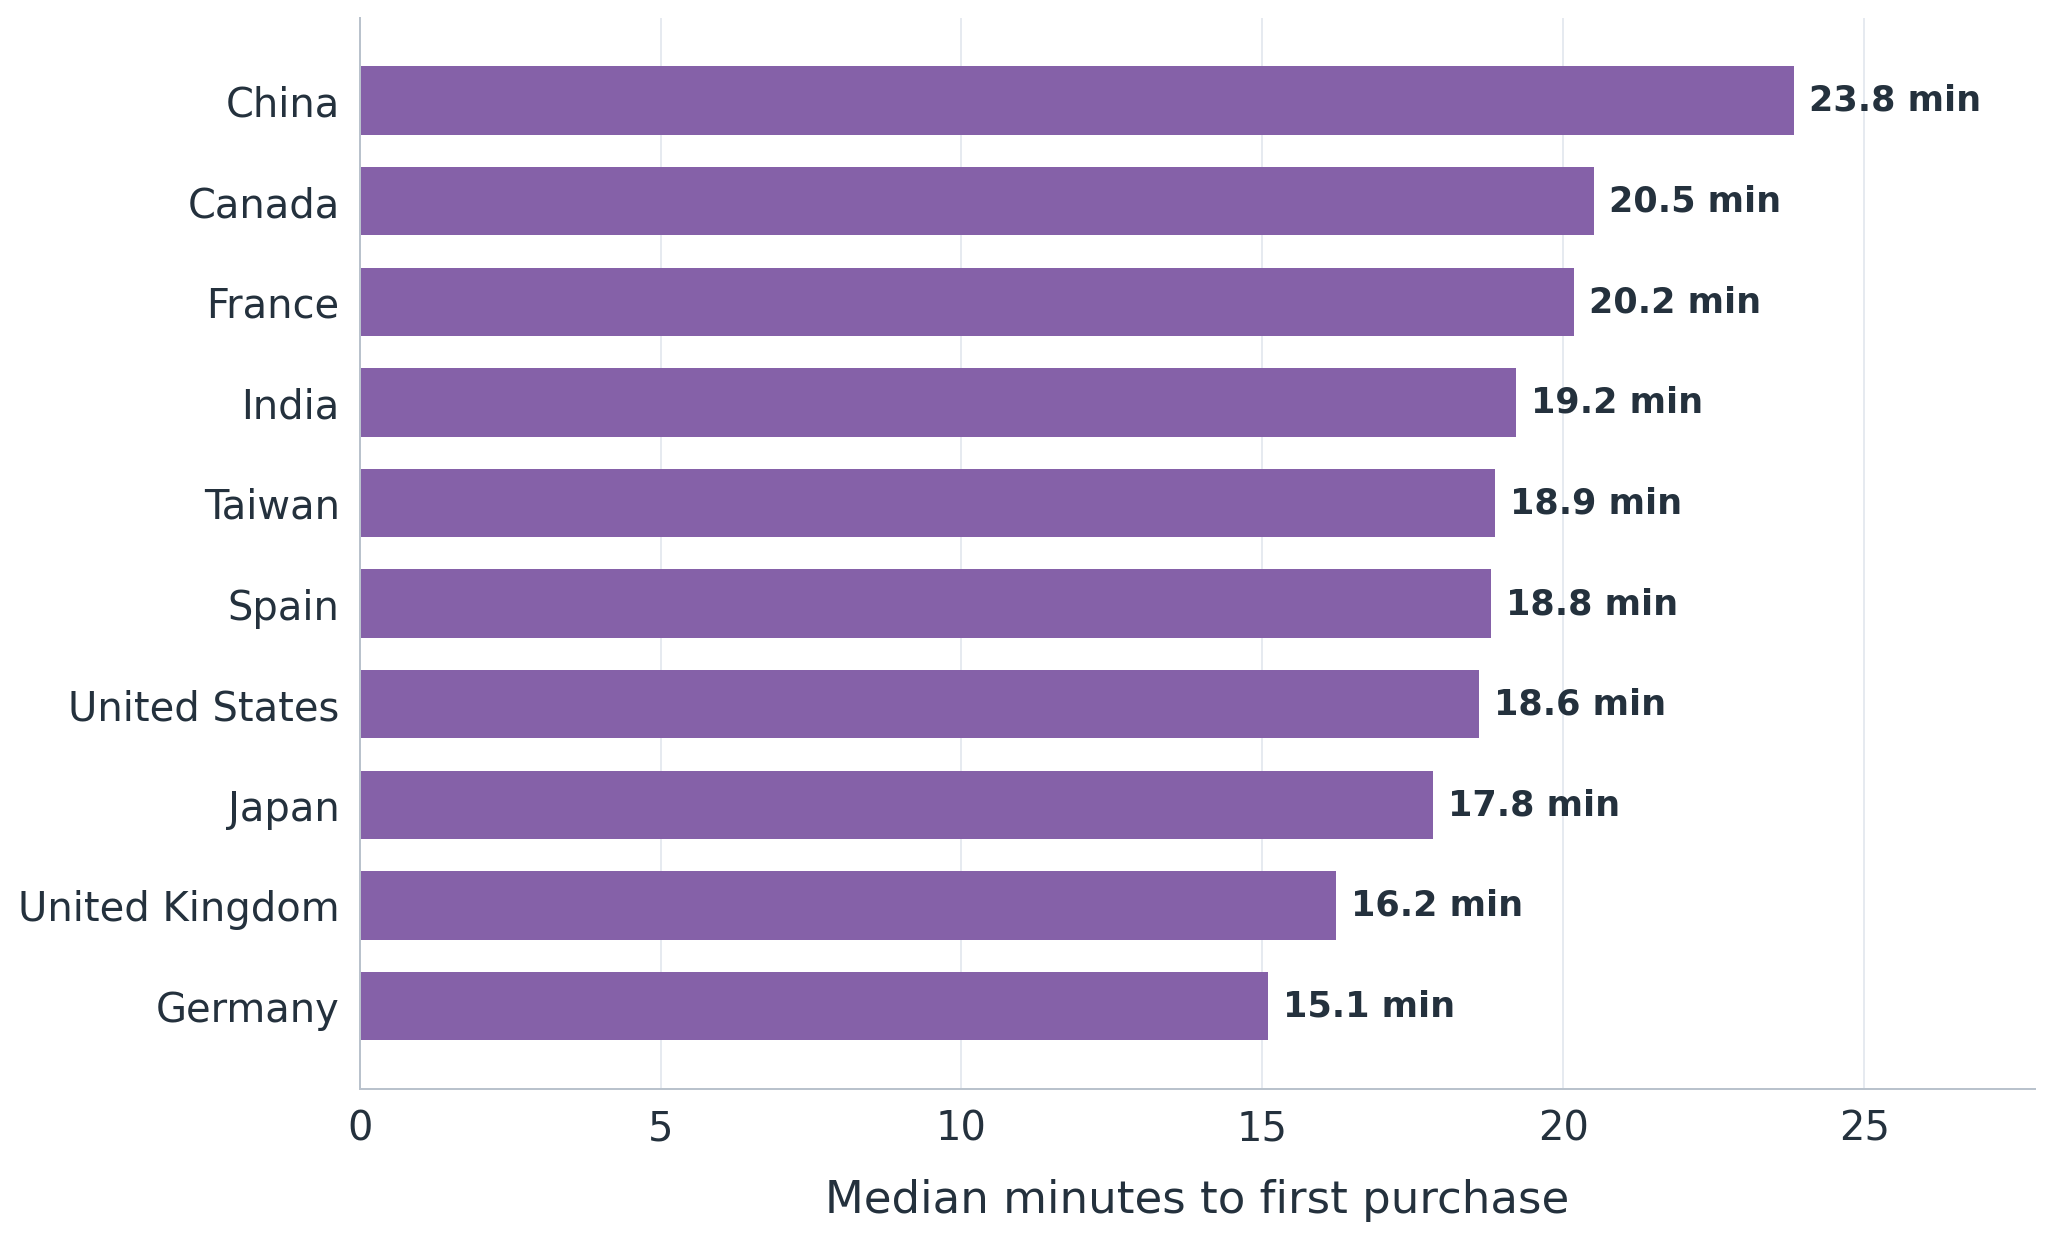 China 23.8 min
Canada 20.5 min
France 20.2 min
India 19.2 min
Taiwan 18.9 min
Spain 18.8 min
United States 18.6 min
Japan 17.8 min
United Kingdom 16.2 min
Germany 15.1 min
0 5 10 15 20 25
Median minutes to first purchase